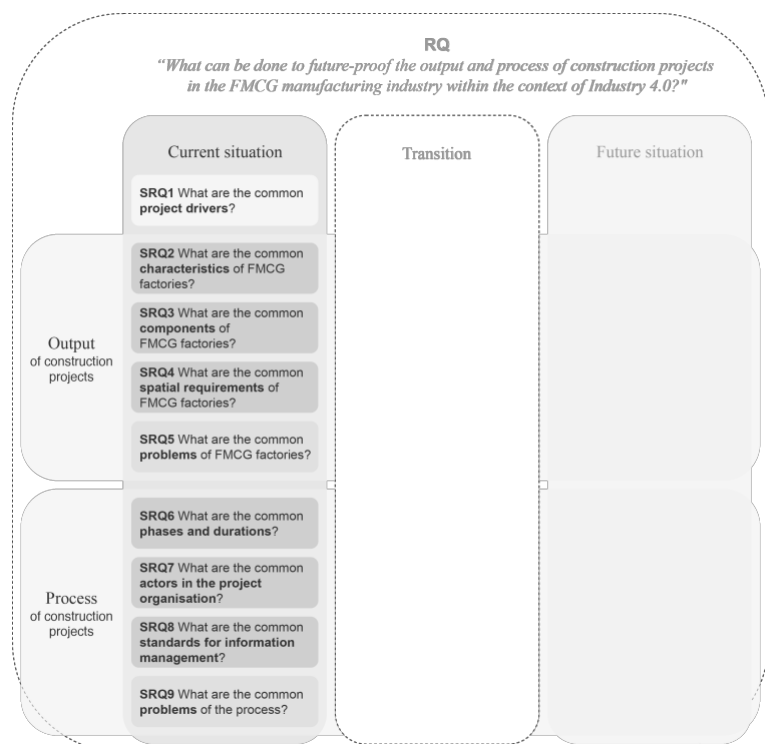 RQ
“What can be done to future-proof the output and process of construction projects
in the FMCG manufacturing industry within the context of Industry 4.0?"
Current situation
Transition
Future situation
SRQ1 What are the common
project drivers?
Output
of construction
projects
SRQ2 What are the common
characteristics of FMCG
factories?
SRQ3 What are the common
components of
FMCG factories?
SRQ4 What are the common
spatial requirements of
FMCG factories?
SRQ5 What are the common
problems of FMCG factories?
Process
of construction
projects
SRQ6 What are the common
phases and durations?
SRQ7 What are the common
actors in the project
organisation?
SRQ8 What are the common
standards for information
management?
SRQ9 What are the common
problems of the process?